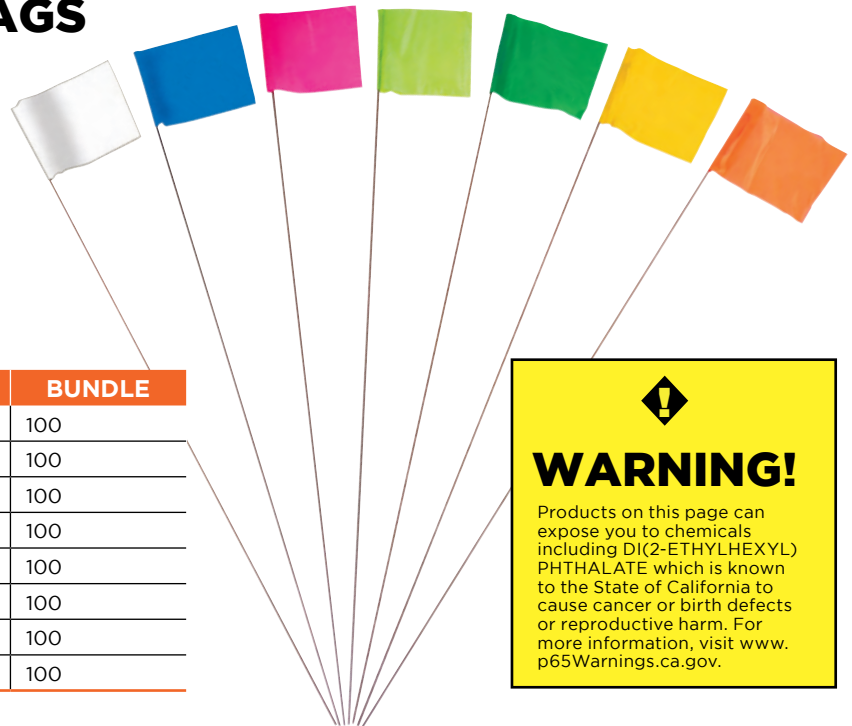 BUNDLE
100
100
100
100
100
100
100
100
WARNING!
Products on this page can
expose you to chemicals
including DI(2-ETHYLHEXYL)
PHTHALATE which is known
to the State of California to
cause cancer or birth defects
or reproductive harm. For
more information, visit www.
p65Warnings.ca.gov.